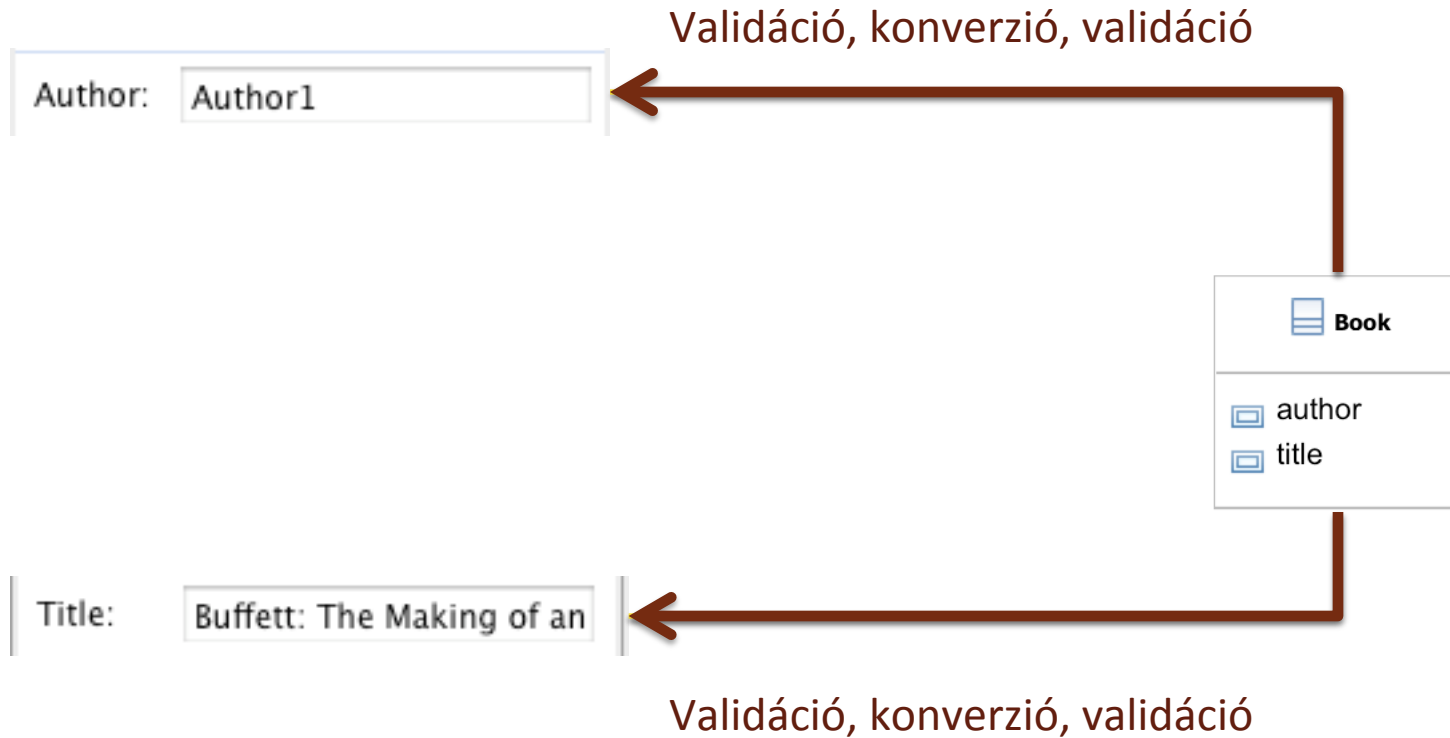 Validáció, konverzió, validáció
Author: Author1
Book
author
title
Title: Buffett: The Making of an
Validáció, konverzió, validáció